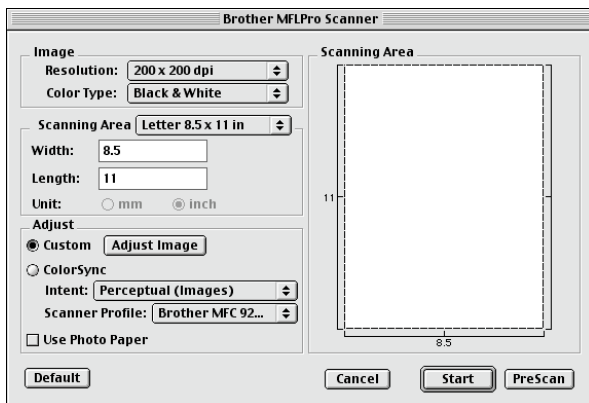 Brother MFLPro Scanner
Image
Resolution: 200 x 200 dpi
Color Type: Black & White
Scanning Area Letter 8.5 x 11 in
Width: 8.5
Length: 11
Unit: mm inch
Adjust
Custom Adjust Image
ColorSync
Intent: Perceptual (Images)
Scanner Profile: Brother MFC 92...
Use Photo Paper
Default
Scanning Area
11
8.5
Cancel Start PreScan